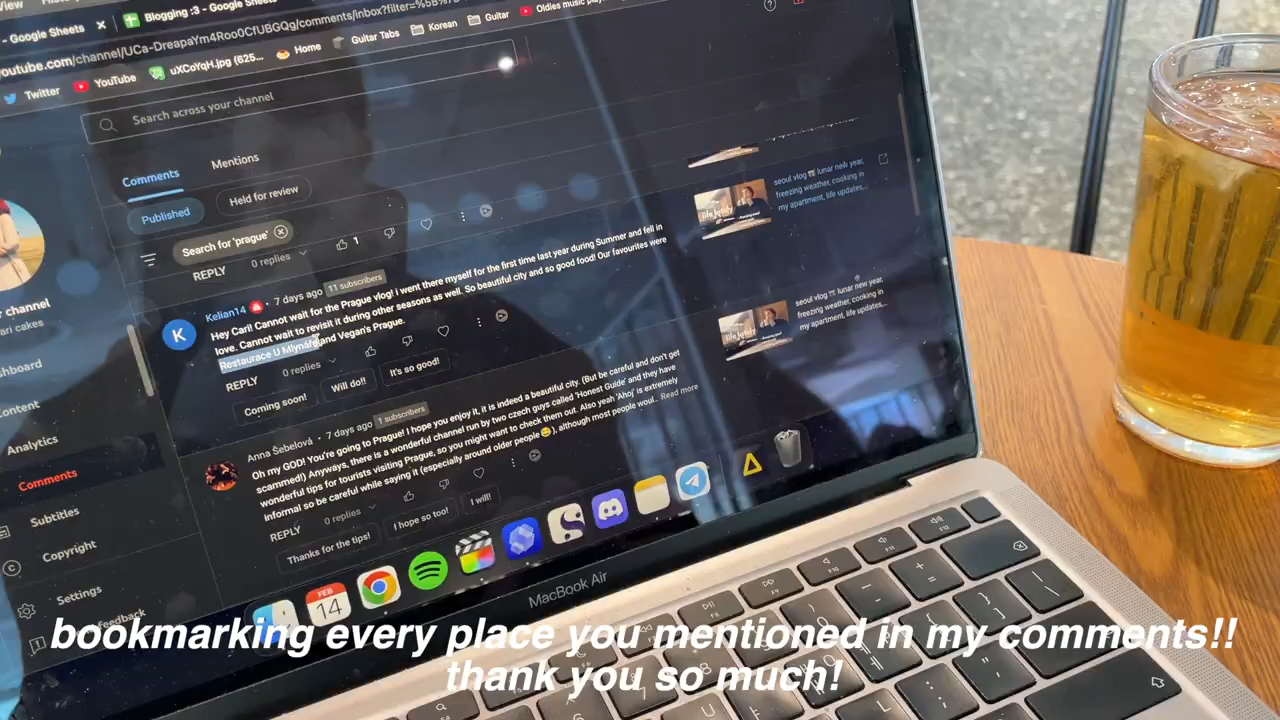 View
- Google Sheets
Blogging :3 - Google Sheets
youtube.com/channel/UCa-DreapaYm4Roo0CfUBGQg/comments/inbox?filter=%5B%
Twitter
YouTube
uXCoYqH.jpg (625...
Home
Guitar Tabs
Korean
Guitar
Oldies music
Search across your channel
Comments
Mentions
Published
Held for review
Search for 'prague'
REPLY
0 replies
1
seoul vlog lunar new year,
freezing weather, cooking in
my apartment, life updates...
Kelian14 • 7 days ago 11 subscribers
Hey Cari! Cannot wait for the Prague vlog! i went there myself for the first time last year during Summer and fell in
love. Cannot wait to revisit it during other seasons as well. So beautiful city and so good food! Our favourites were
Restaurace U Mlynáře and Vegan's Prague.
REPLY
0 replies
Coming soon!
Will do!!
It's so good!
seoul vlog lunar new year,
freezing weather, cooking in
my apartment, life updates...
Anna Šebelová • 7 days ago 1 subscribers
Oh my GOD! You're going to Prague! I hope you enjoy it, it is indeed a beautiful city. (But be careful and don't get
scammed!) Anyways, there is a wonderful channel run by two czech guys called 'Honest Guide' and they have
wonderful tips for tourists visiting Prague, so you might want to check them out. Also yeah 'Ahoj' is extremely
informal so be careful while saying it (especially around older people 😅), although most people woul... Read more
REPLY
0 replies
Thanks for the tips!
I hope so too!
I will!
channel
cakes
Analytics
Comments
Subtitles
Copyright
Settings
feedback
FEB
14
MacBook Air
bookmarking every place you mentioned in my comments!!
thank you so much!